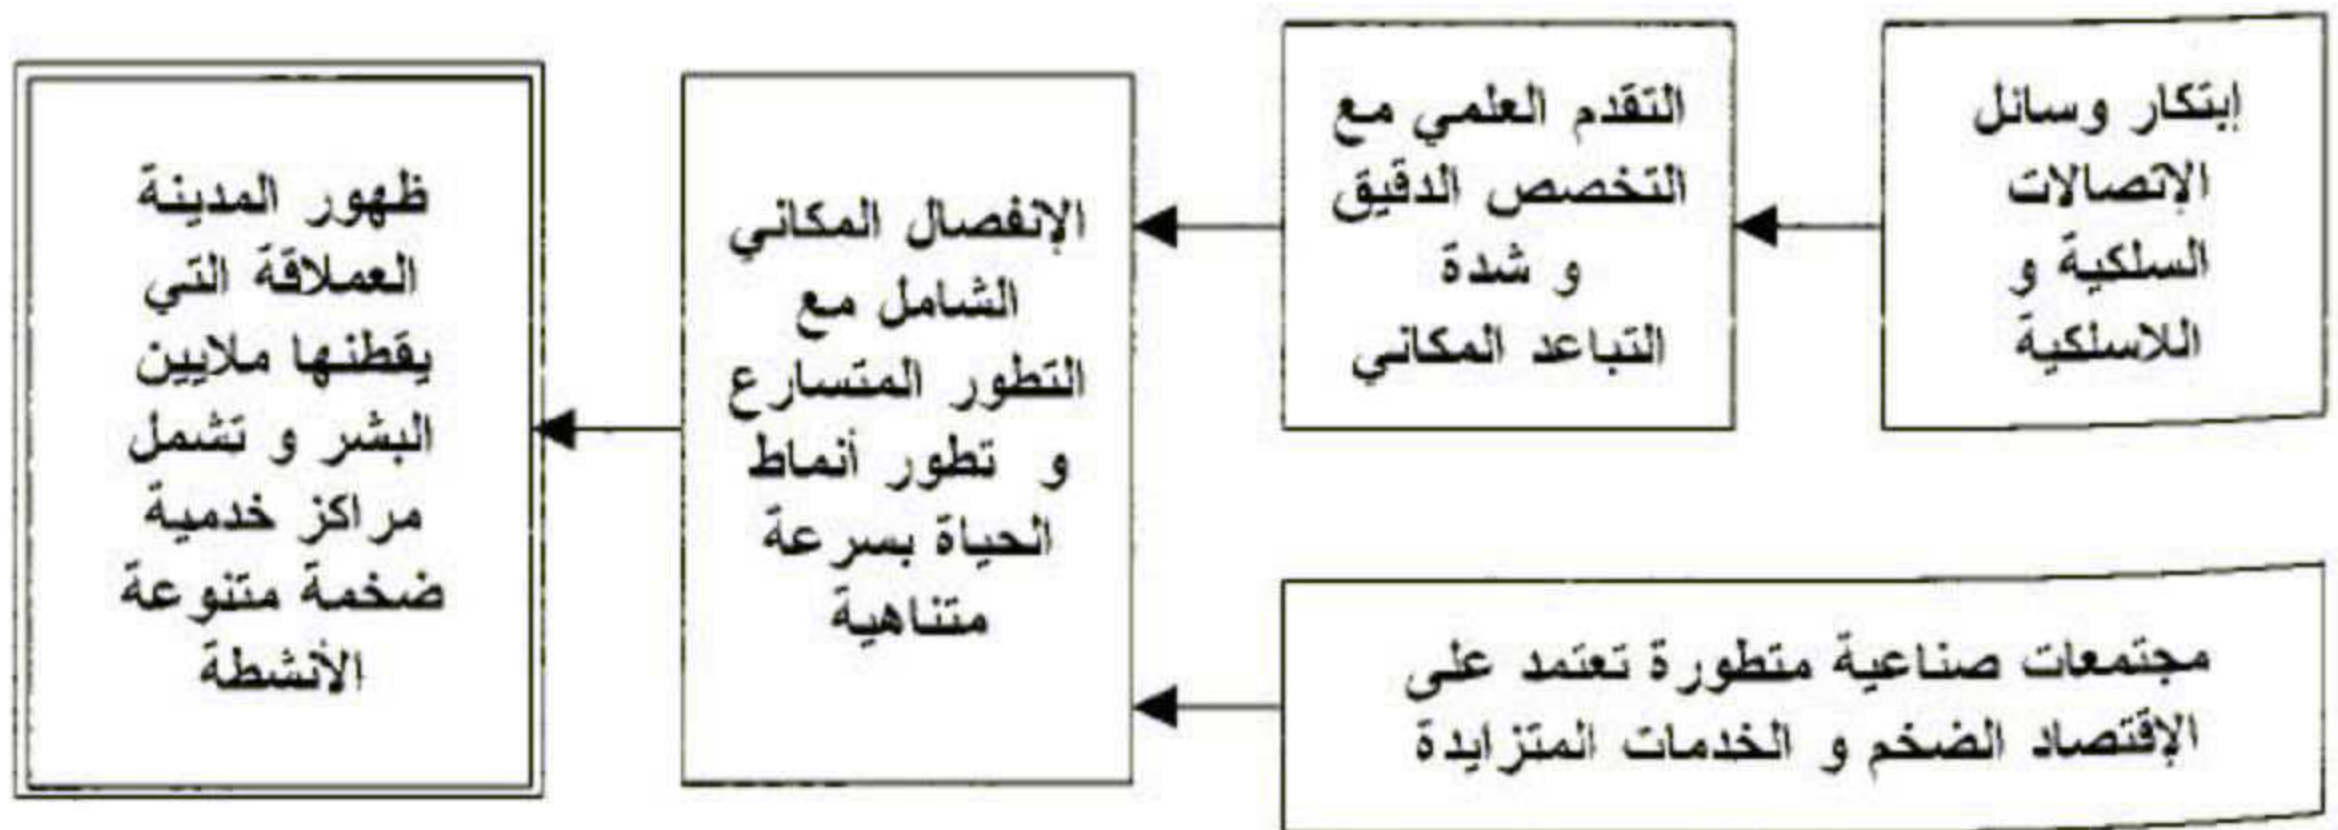 إبتكار وسائل
الإتصالات
السلكية و
اللاسلكية
التقدم العلمي مع
التخصص الدقيق
و شدة
التباعد المكاني
الإنفصال المكاني
الشامل مع
التطور المتسارع
و تطور أنماط
الحياة بسرعة
متناهية
ظهور المدينة
العملاقة التي
يقطنها ملايين
البشر و تشمل
مراكز خدمية
ضخمة متنوعة
الأنشطة
مجتمعات صناعية متطورة تعتمد على
الإقتصاد الضخم و الخدمات المتزايدة